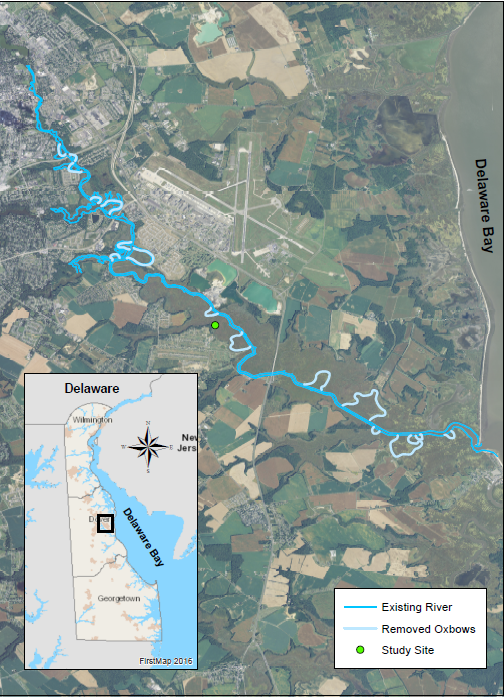 Delaware Bay
Delaware
Wilmington
N
W
E
S
New
Jers
Dover
Delaware Bay
Georgetown
FirstMap 2016
Existing River
Removed Oxbows
Study Site